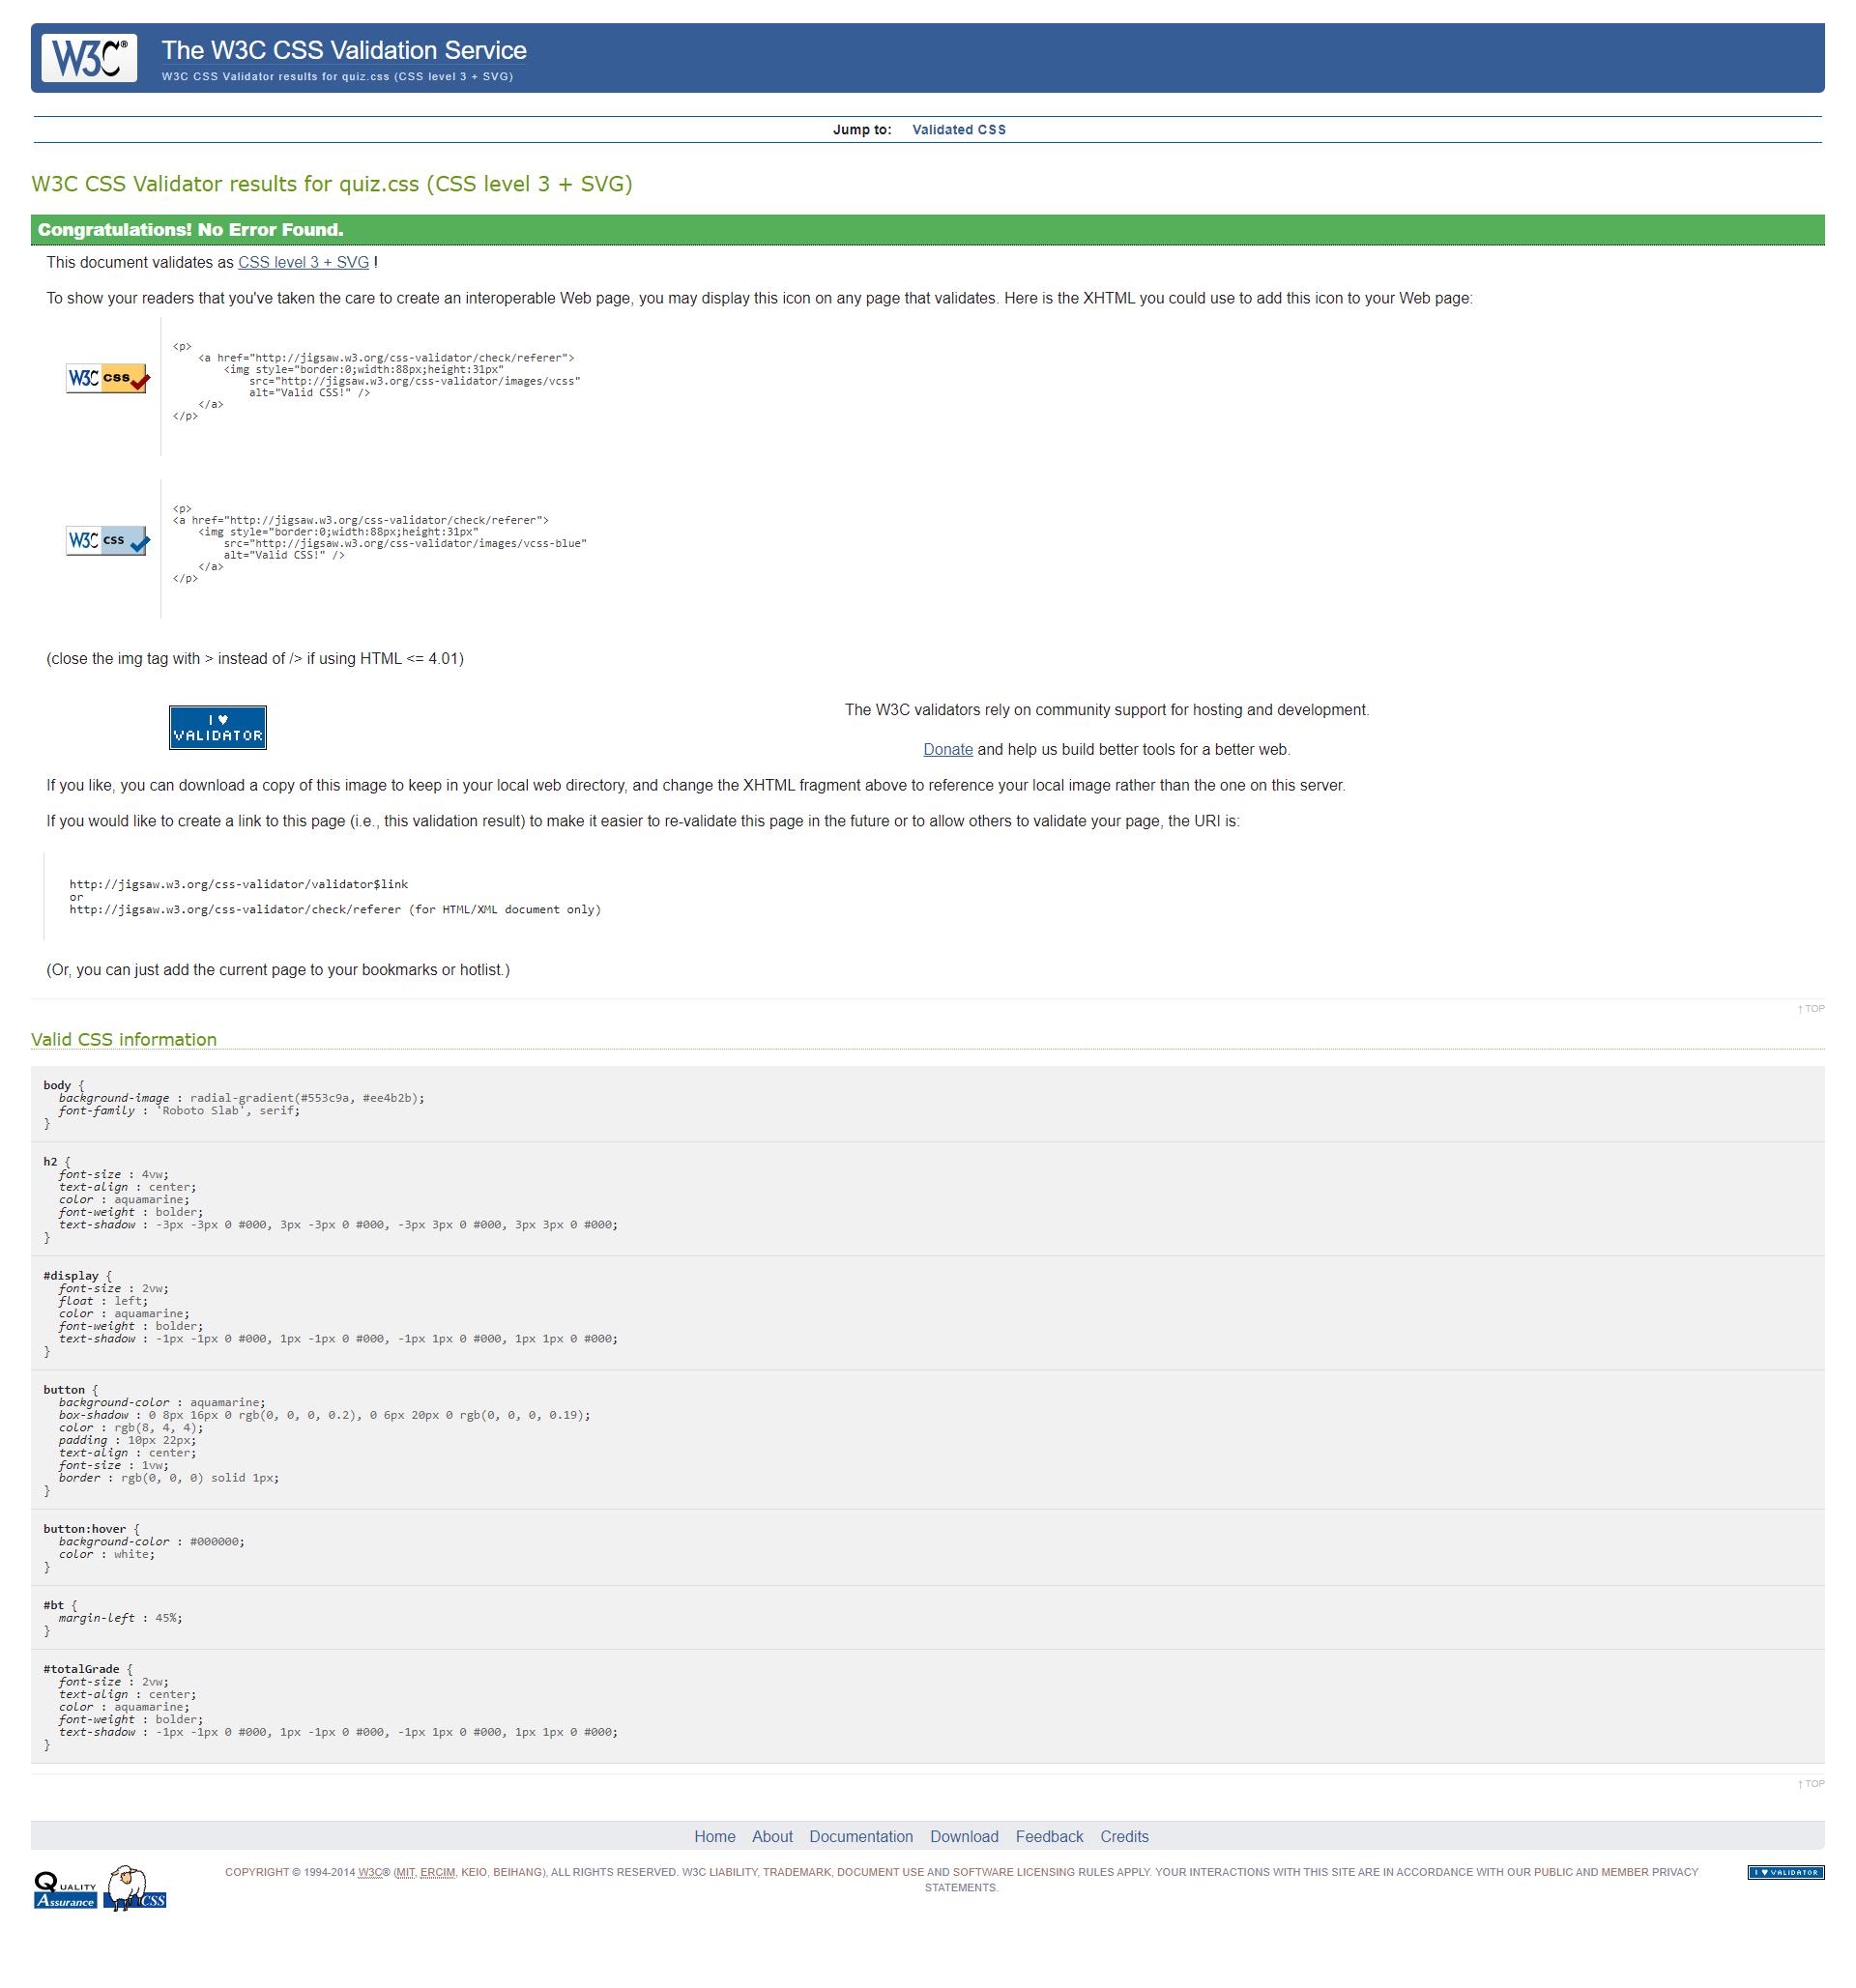 W3C®
The W3C CSS Validation Service
W3C CSS Validator results for quiz.css (CSS level 3 + SVG)
Jump to: Validated CSS
W3C CSS Validator results for quiz.css (CSS level 3 + SVG)
Congratulations! No Error Found.
This document validates as CSS level 3 + SVG !
To show your readers that you've taken the care to create an interoperable Web page, you may display this icon on any page that validates. Here is the XHTML you could use to add this icon to your Web page:
W3C css
<p>
<a href="http://jigsaw.w3.org/css-validator/check/referer">
<img style="border:0;width:88px;height:31px"
src="http://jigsaw.w3.org/css-validator/images/vcss"
alt="Valid CSS!" />
</a>
</p>
W3C css
<p>
<a href="http://jigsaw.w3.org/css-validator/check/referer">
<img style="border:0;width:88px;height:31px"
src="http://jigsaw.w3.org/css-validator/images/vcss-blue"
alt="Valid CSS!" />
</a>
</p>
(close the img tag with > instead of /> if using HTML <= 4.01)
I ♥
VALIDATOR
The W3C validators rely on community support for hosting and development.
Donate and help us build better tools for a better web.
If you like, you can download a copy of this image to keep in your local web directory, and change the XHTML fragment above to reference your local image rather than the one on this server.
If you would like to create a link to this page (i.e., this validation result) to make it easier to re-validate this page in the future or to allow others to validate your page, the URI is:
http://jigsaw.w3.org/css-validator/validator$link
or
http://jigsaw.w3.org/css-validator/check/referer (for HTML/XML document only)
(Or, you can just add the current page to your bookmarks or hotlist.)
↑ TOP
Valid CSS information
body {
background-image : radial-gradient(#553c9a, #ee4b2b);
font-family : 'Roboto Slab', serif;
}
h2 {
font-size : 4vw;
text-align : center;
color : aquamarine;
font-weight : bolder;
text-shadow : -3px -3px 0 #000, 3px -3px 0 #000, -3px 3px 0 #000, 3px 3px 0 #000;
}
#display {
font-size : 2vw;
float : left;
color : aquamarine;
font-weight : bolder;
text-shadow : -1px -1px 0 #000, 1px -1px 0 #000, -1px 1px 0 #000, 1px 1px 0 #000;
}
button {
background-color : aquamarine;
box-shadow : 0 8px 16px 0 rgb(0, 0, 0, 0.2), 0 6px 20px 0 rgb(0, 0, 0, 0.19);
color : rgb(8, 4, 4);
padding : 10px 22px;
text-align : center;
font-size : 1vw;
border : rgb(0, 0, 0) solid 1px;
}
button:hover {
background-color : #000000;
color : white;
}
#bt {
margin-left : 45%;
}
#totalGrade {
font-size : 2vw;
text-align : center;
color : aquamarine;
font-weight : bolder;
text-shadow : -1px -1px 0 #000, 1px -1px 0 #000, -1px 1px 0 #000, 1px 1px 0 #000;
}
↑ TOP
Home About Documentation Download Feedback Credits
QUALITY
Assurance
CSS
COPYRIGHT © 1994-2014 W3C® (MIT, ERCIM, KEIO, BEIHANG), ALL RIGHTS RESERVED. W3C LIABILITY, TRADEMARK, DOCUMENT USE AND SOFTWARE LICENSING RULES APPLY. YOUR INTERACTIONS WITH THIS SITE ARE IN ACCORDANCE WITH OUR PUBLIC AND MEMBER PRIVACY
STATEMENTS.
I ♥ VALIDATOR